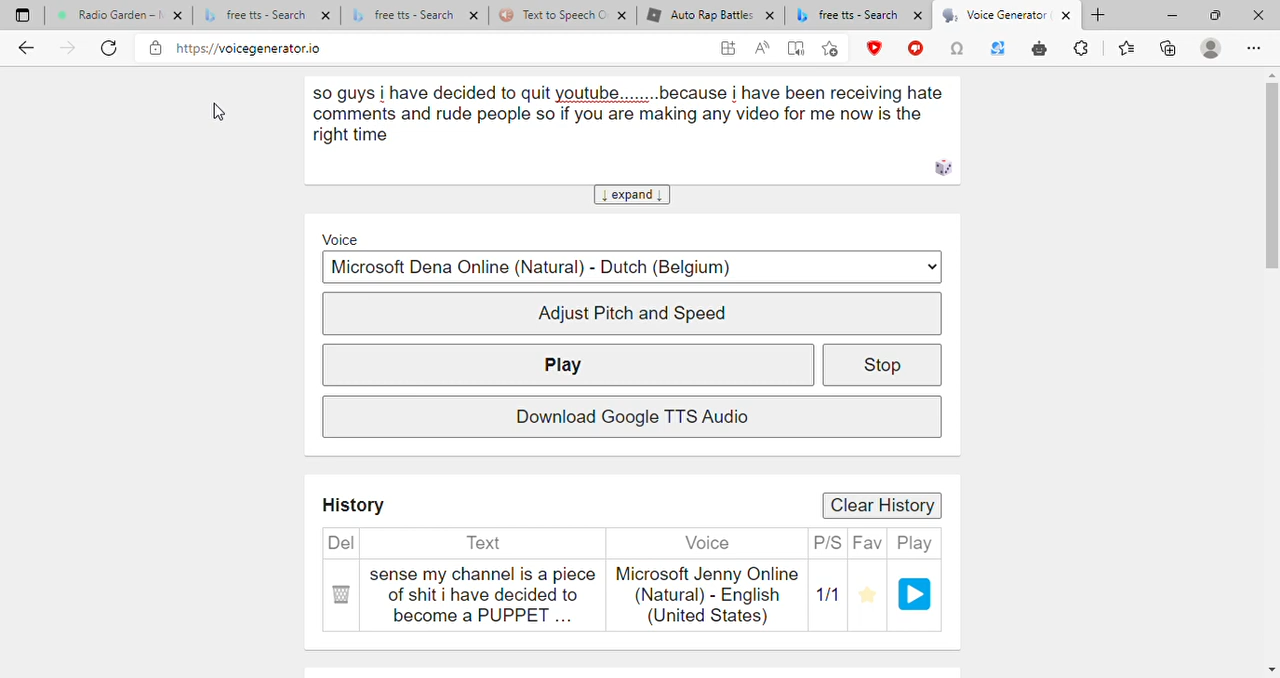 Radio Garden – I
free tts - Search
free tts - Search
Text to Speech O
Auto Rap Battles
free tts - Search
Voice Generator
https://voicegenerator.io
so guys i have decided to quit youtube........because i have been receiving hate
comments and rude people so if you are making any video for me now is the
right time
↓ expand ↓
Voice
Microsoft Dena Online (Natural) - Dutch (Belgium)
Adjust Pitch and Speed
Play
Stop
Download Google TTS Audio
History
Clear History
Del
Text
Voice
P/S
Fav
Play
sense my channel is a piece
of shit i have decided to
become a PUPPET ...
Microsoft Jenny Online
(Natural) - English
(United States)
1/1